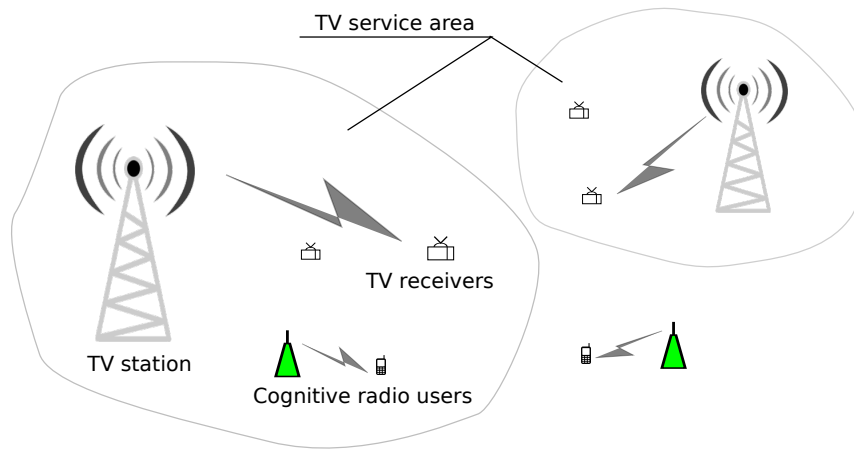 TV service area
TV receivers
TV station
Cognitive radio users